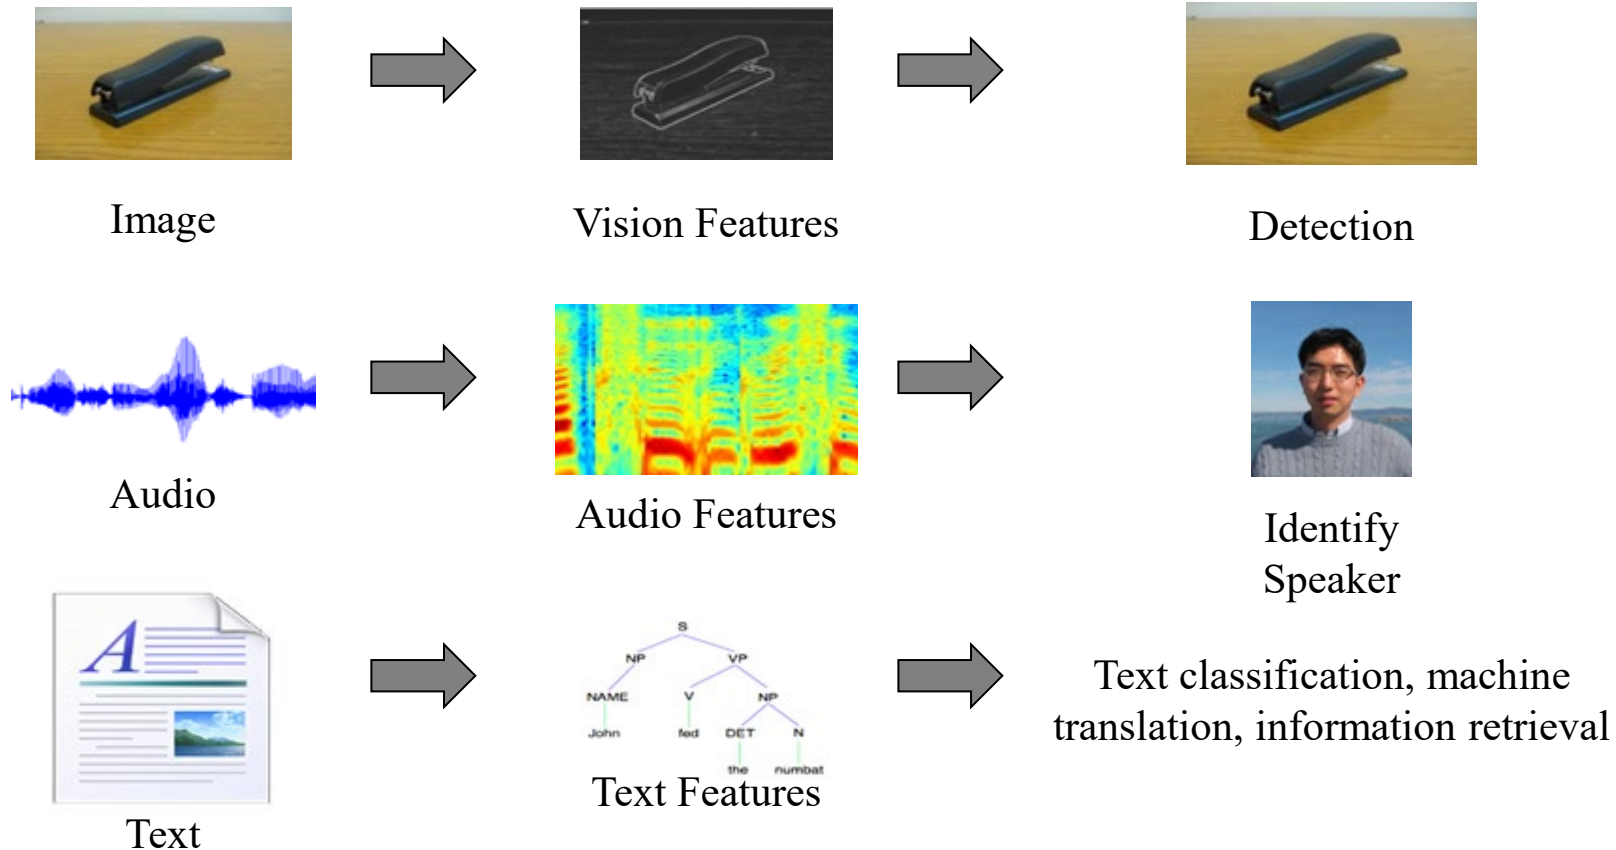 Image
Vision Features
Detection
Audio
Audio Features
Identify
Speaker
A
S
NP VP
NAME V NP
John fed DET N
the numbat
Text classification, machine
translation, information retrieval
Text Features
Text